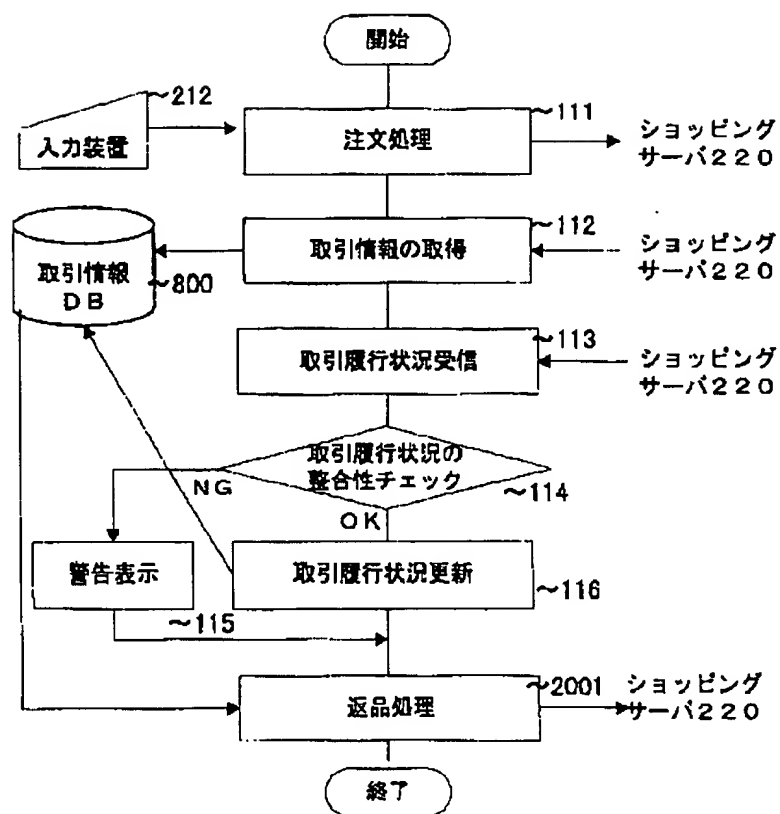 開始
~212
入力装置
~111
注文処理
ショッピング
サーバ220
~112
取引情報の取得
ショッピング
サーバ220
取引情報
DB
~800
~113
取引履行状況受信
ショッピング
サーバ220
取引履行状況の
整合性チェック
~114
NG
OK
警告表示
~115
取引履行状況更新
~116
~2001
返品処理
ショッピング
サーバ220
終了